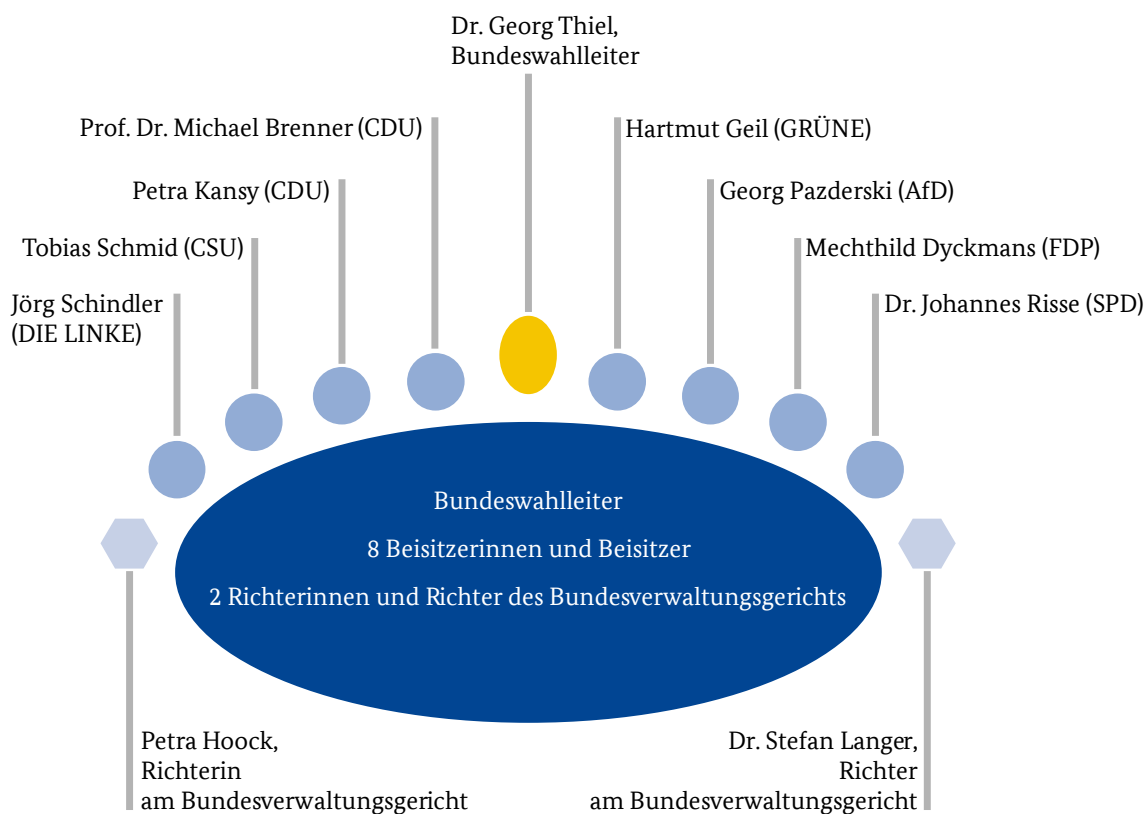 Dr. Georg Thiel,
Bundeswahlleiter
Prof. Dr. Michael Brenner (CDU)
Hartmut Geil (GRÜNE)
Petra Kansy (CDU)
Georg Pazderski (AfD)
Tobias Schmid (CSU)
Mechthild Dyckmans (FDP)
Jörg Schindler
(DIE LINKE)
Dr. Johannes Risse (SPD)
Bundeswahlleiter
8 Beisitzerinnen und Beisitzer
2 Richterinnen und Richter des Bundesverwaltungsgerichts
Petra Hoock,
Richterin
am Bundesverwaltungsgericht
Dr. Stefan Langer,
Richter
am Bundesverwaltungsgericht